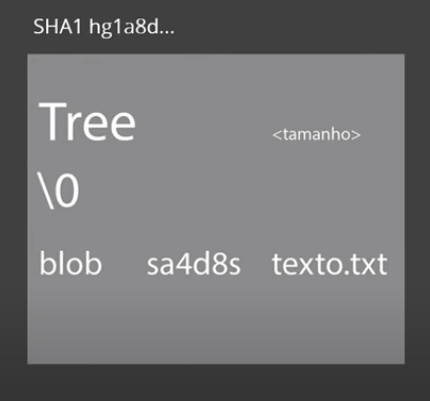 SHA1 hg1a8d...
Tree <tamanho>
\0
blob sa4d8s texto.txt